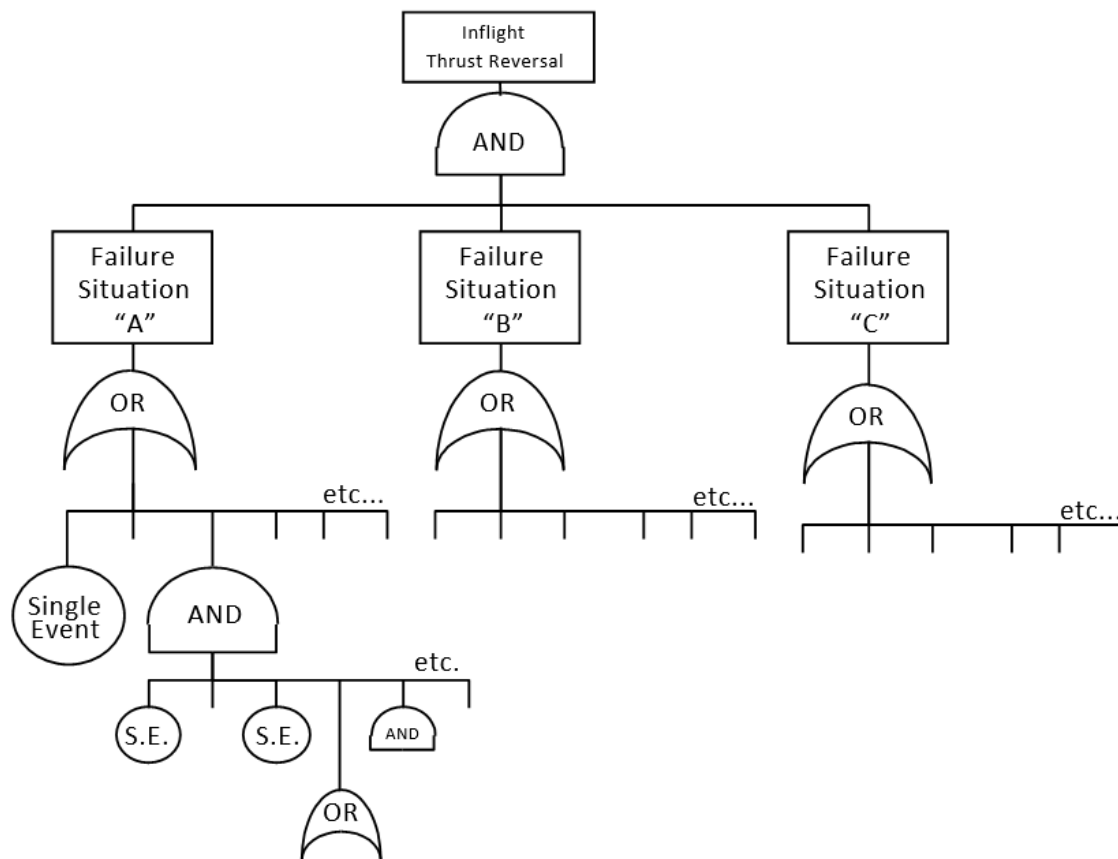 Inflight
Thrust Reversal
AND
Failure
Situation
“A”
Failure
Situation
“B”
Failure
Situation
“C”
OR
OR
OR
etc...
etc...
etc...
Single
Event
AND
etc.
S.E.
S.E.
AND
OR